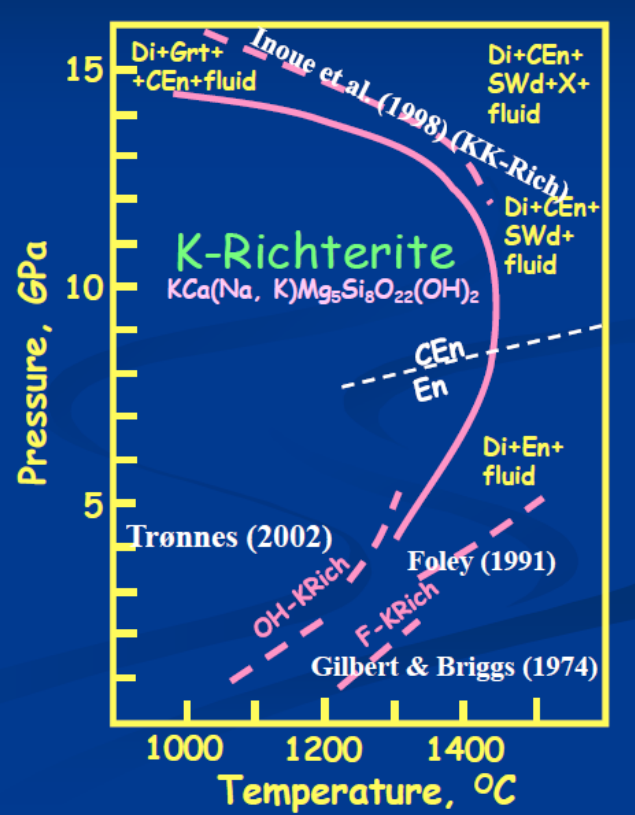 Di+Grt+
+CEn+fluid
Inoue et al. (1998) (KK-Rich)
Di+CEn+
SWd+X+
fluid
15
Di+CEn+
SWd+
fluid
K-Richterite
KCa(Na, K)Mg₅Si₈O₂₂(OH)₂
10
Pressure, GPa
CEn
En
Di+En+
fluid
5
Trønnes (2002)
Foley (1991)
OH-KRich
F-KRich
Gilbert & Briggs (1974)
1000 1200 1400
Temperature, ᴼC